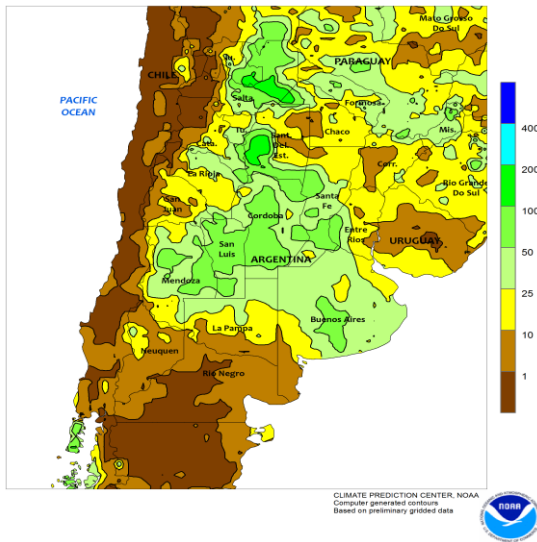 Mato Grosso
Do Sul
CHILE
PARAGUAY
PACIFIC
OCEAN
Salta
Formosa
Tu.
Sant.
Del.
Est.
Chaco
Mis.
Cata.
Corr.
La Rioja
Rio Grande
Do Sul
San
Juan
Santa
Fe
Cordoba
Entre
Rios
URUGUAY
San
Luis
ARGENTINA
Mendoza
Buenos Aires
La Pampa
Neuquen
Rio Negro
400
200
100
50
25
10
1
CLIMATE PREDICTION CENTER, NOAA
Computer generated contours
Based on preliminary gridded data
NOAA